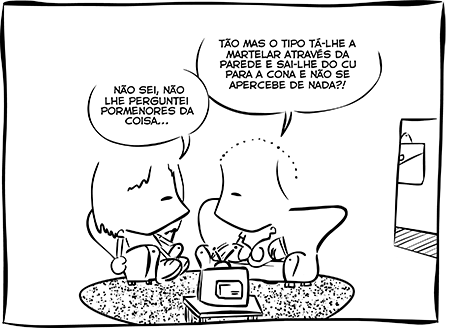 NÃO SEI, NÃO
LHE PERGUNTEI
PORMENORES DA
COISA...
TÃO MAS O TIPO TÁ-LHE A
MARTELAR ATRAVÉS DA
PAREDE E SAI-LHE DO CU
PARA A CONA E NÃO SE
APERCEBE DE NADA?!